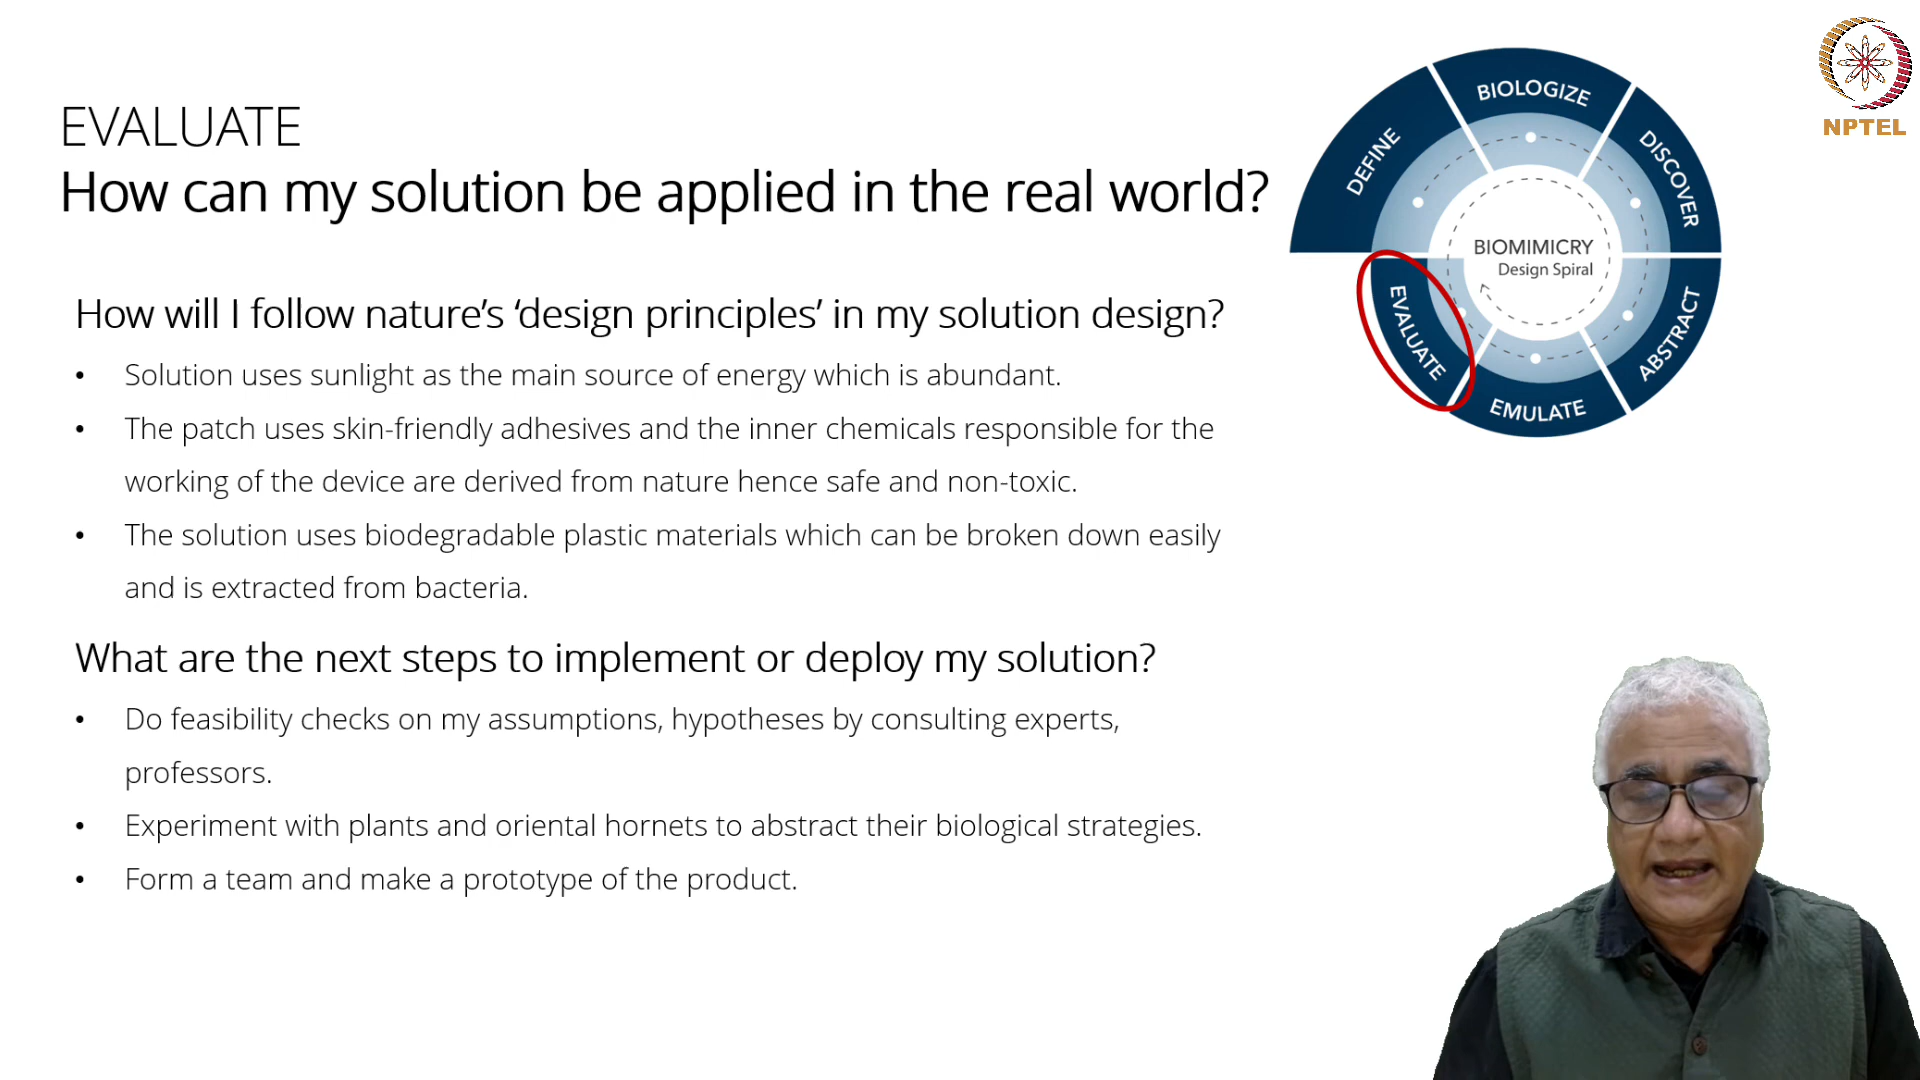 EVALUATE
How can my solution be applied in the real world?
How will I follow nature’s ‘design principles’ in my solution design?
• Solution uses sunlight as the main source of energy which is abundant.
• The patch uses skin-friendly adhesives and the inner chemicals responsible for the
working of the device are derived from nature hence safe and non-toxic.
• The solution uses biodegradable plastic materials which can be broken down easily
and is extracted from bacteria.
What are the next steps to implement or deploy my solution?
• Do feasibility checks on my assumptions, hypotheses by consulting experts,
professors.
• Experiment with plants and oriental hornets to abstract their biological strategies.
• Form a team and make a prototype of the product.
DEFINE
BIOLOGIZE
DISCOVER
ABSTRACT
EMULATE
EVALUATE
BIOMIMICRY
Design Spiral
NPTEL